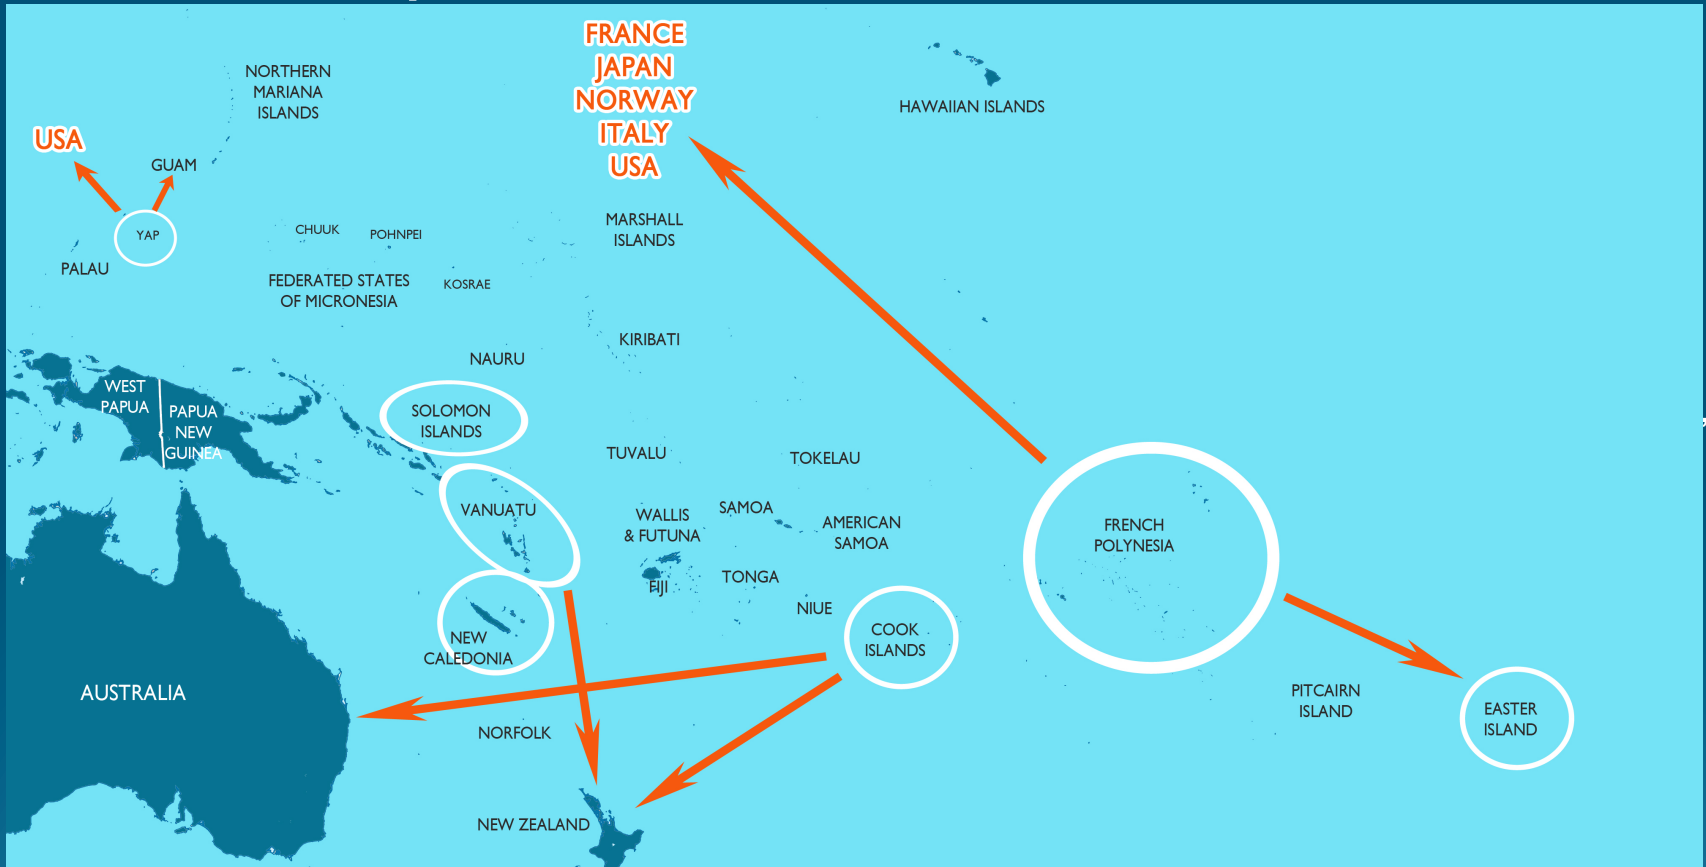 FRANCE
JAPAN
NORWAY
ITALY
USA
NORTHERN
MARIANA
ISLANDS
HAWAIIAN ISLANDS
USA
GUAM
YAP
PALAU
CHUUK
POHNPEI
MARSHALL
ISLANDS
FEDERATED STATES
OF MICRONESIA
KOSRAE
KIRIBATI
NAURU
WEST
PAPUA
PAPUA
NEW
GUINEA
SOLOMON
ISLANDS
TUVALU
TOKELAU
VANUATU
WALLIS
& FUTUNA
SAMOA
AMERICAN
SAMOA
FRENCH
POLYNESIA
FIJI
TONGA
NIUE
COOK
ISLANDS
NEW
CALEDONIA
AUSTRALIA
PITCAIRN
ISLAND
EASTER
ISLAND
NORFOLK
NEW ZEALAND